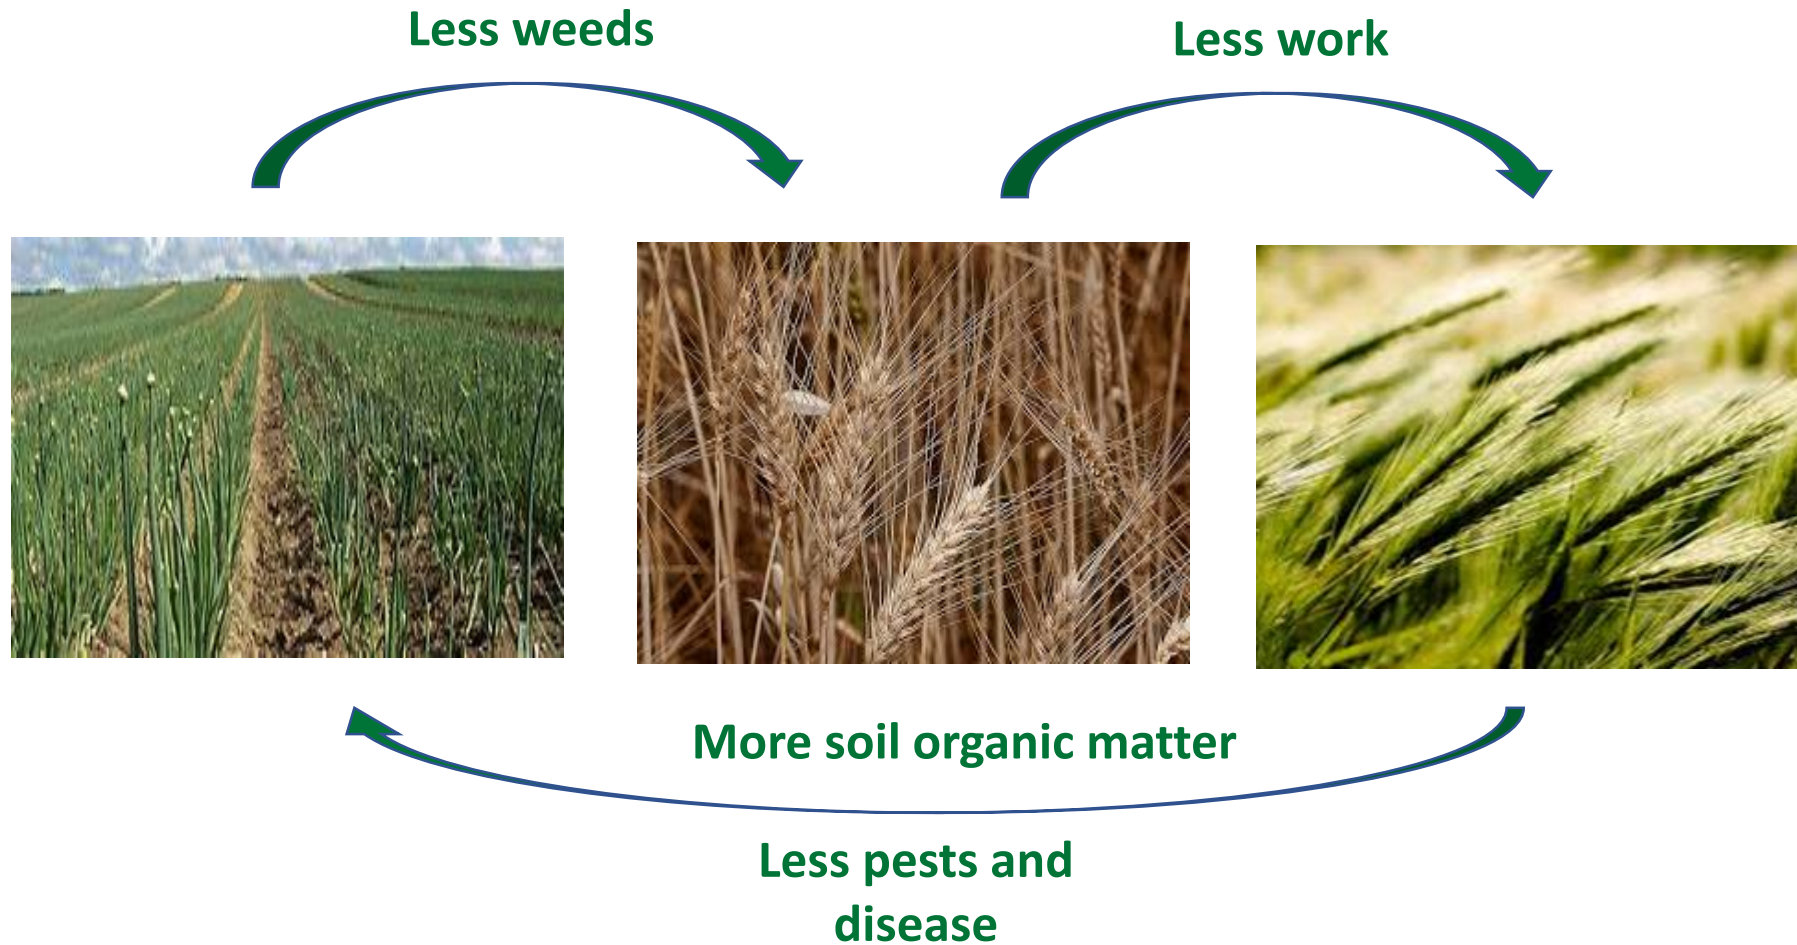 Less weeds
Less work
More soil organic matter
Less pests and
disease